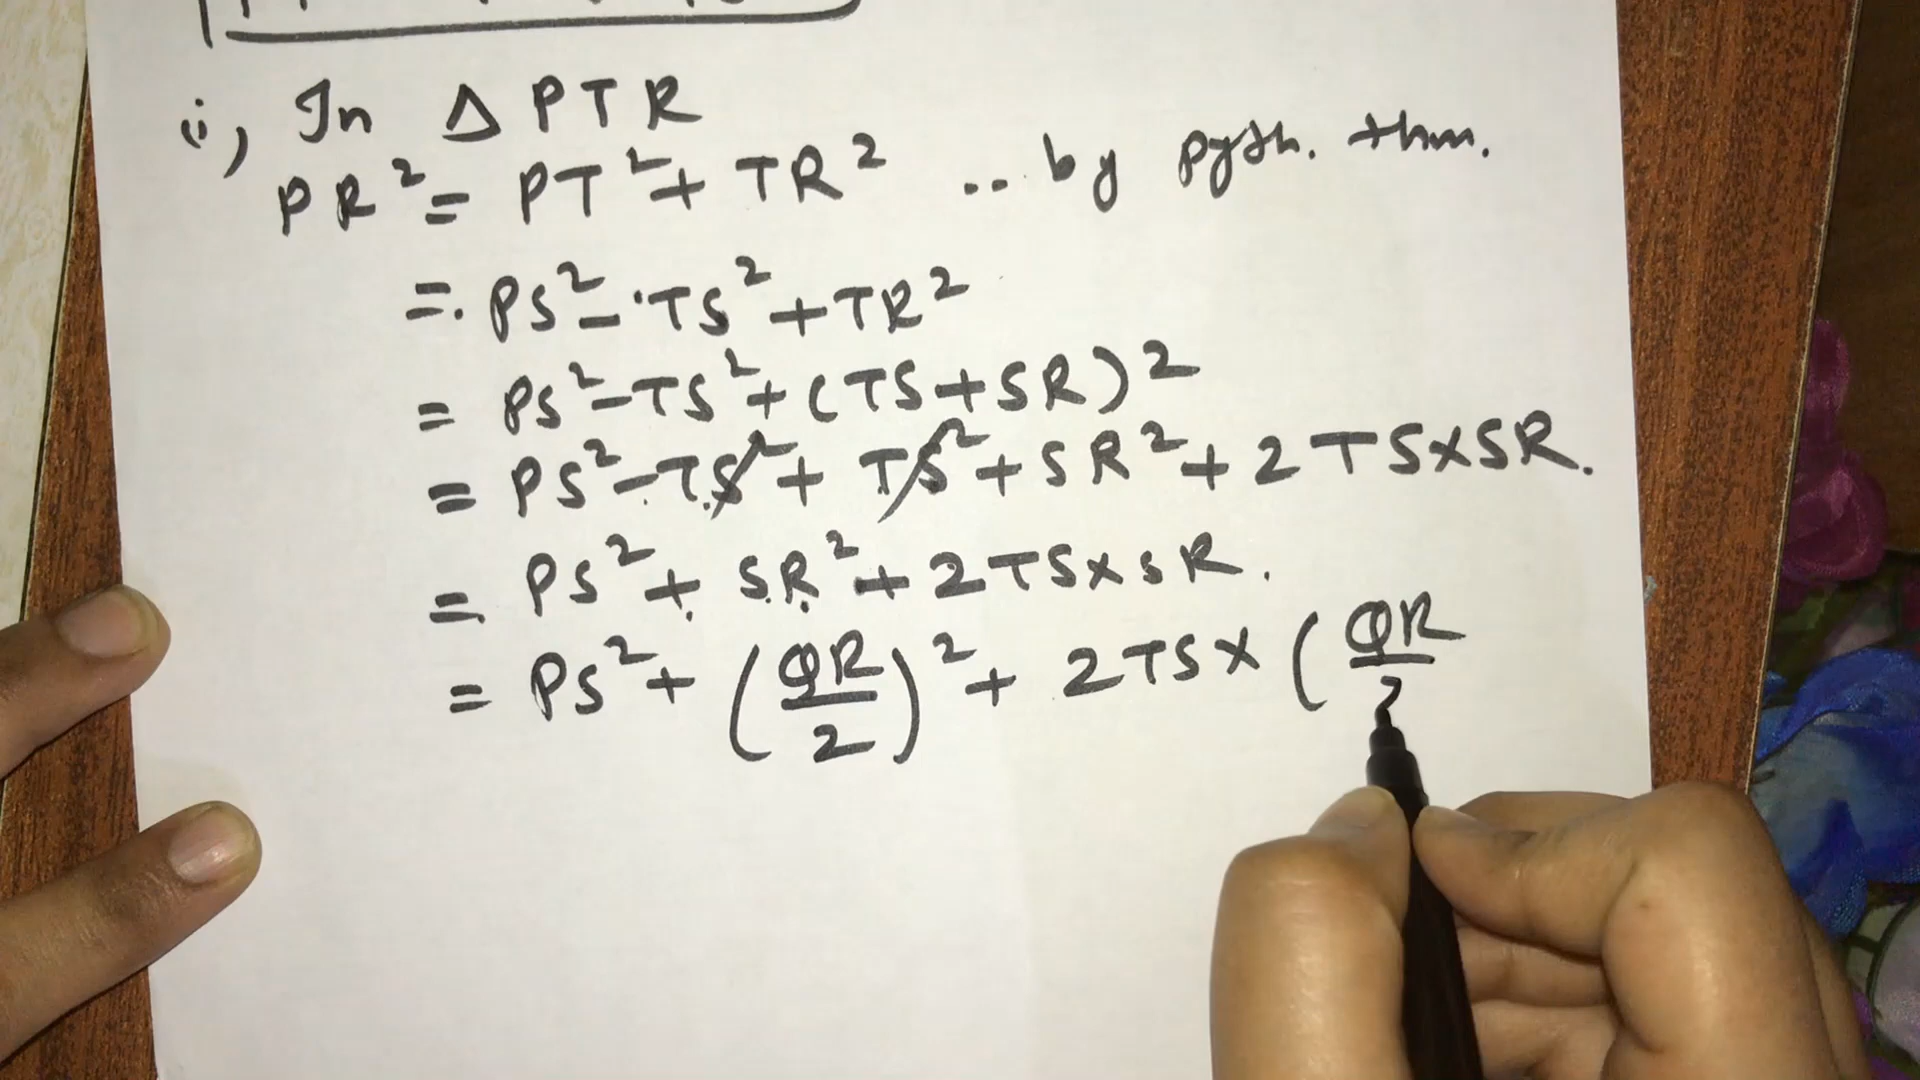 i), In Δ PTR
PR² = PT² + TR² ... by pyth. thm.
=. PS² - TS² + TR²
= PS² - TS² + (TS + SR)²
= PS² - TS² + TS² + SR² + 2TS×SR.
= PS² + SR² + 2TS×SR.
= PS² + (QR/2)² + 2TS× (QR/2